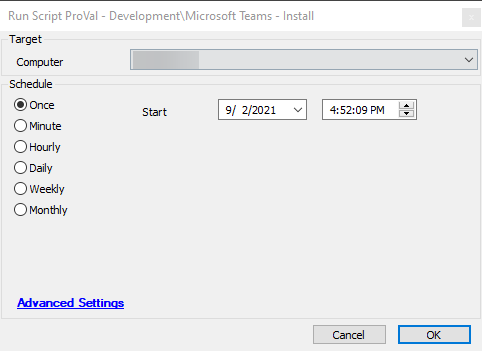 Run Script ProVal - Development\Microsoft Teams - Install
Target
Computer
Schedule
Once
Start
9/ 2/2021
4:52:09 PM
Minute
Hourly
Daily
Weekly
Monthly
Advanced Settings
Cancel
OK